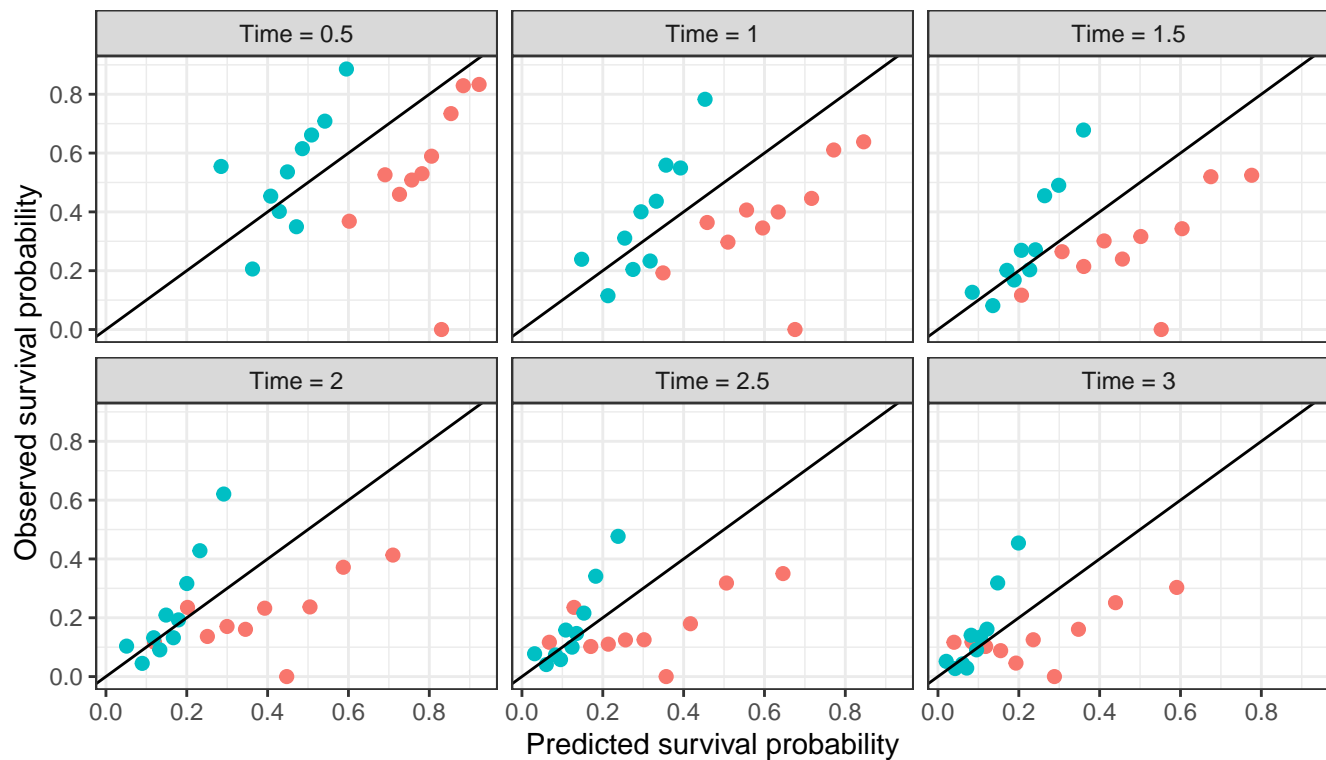 Time = 0.5
Time = 1
Time = 1.5
0.8
0.6
0.4
0.2
0.0
Time = 2
Time = 2.5
Time = 3
0.8
0.6
0.4
0.2
0.0
0.0 0.2 0.4 0.6 0.8
0.0 0.2 0.4 0.6 0.8
0.0 0.2 0.4 0.6 0.8
Predicted survival probability
Observed survival probability